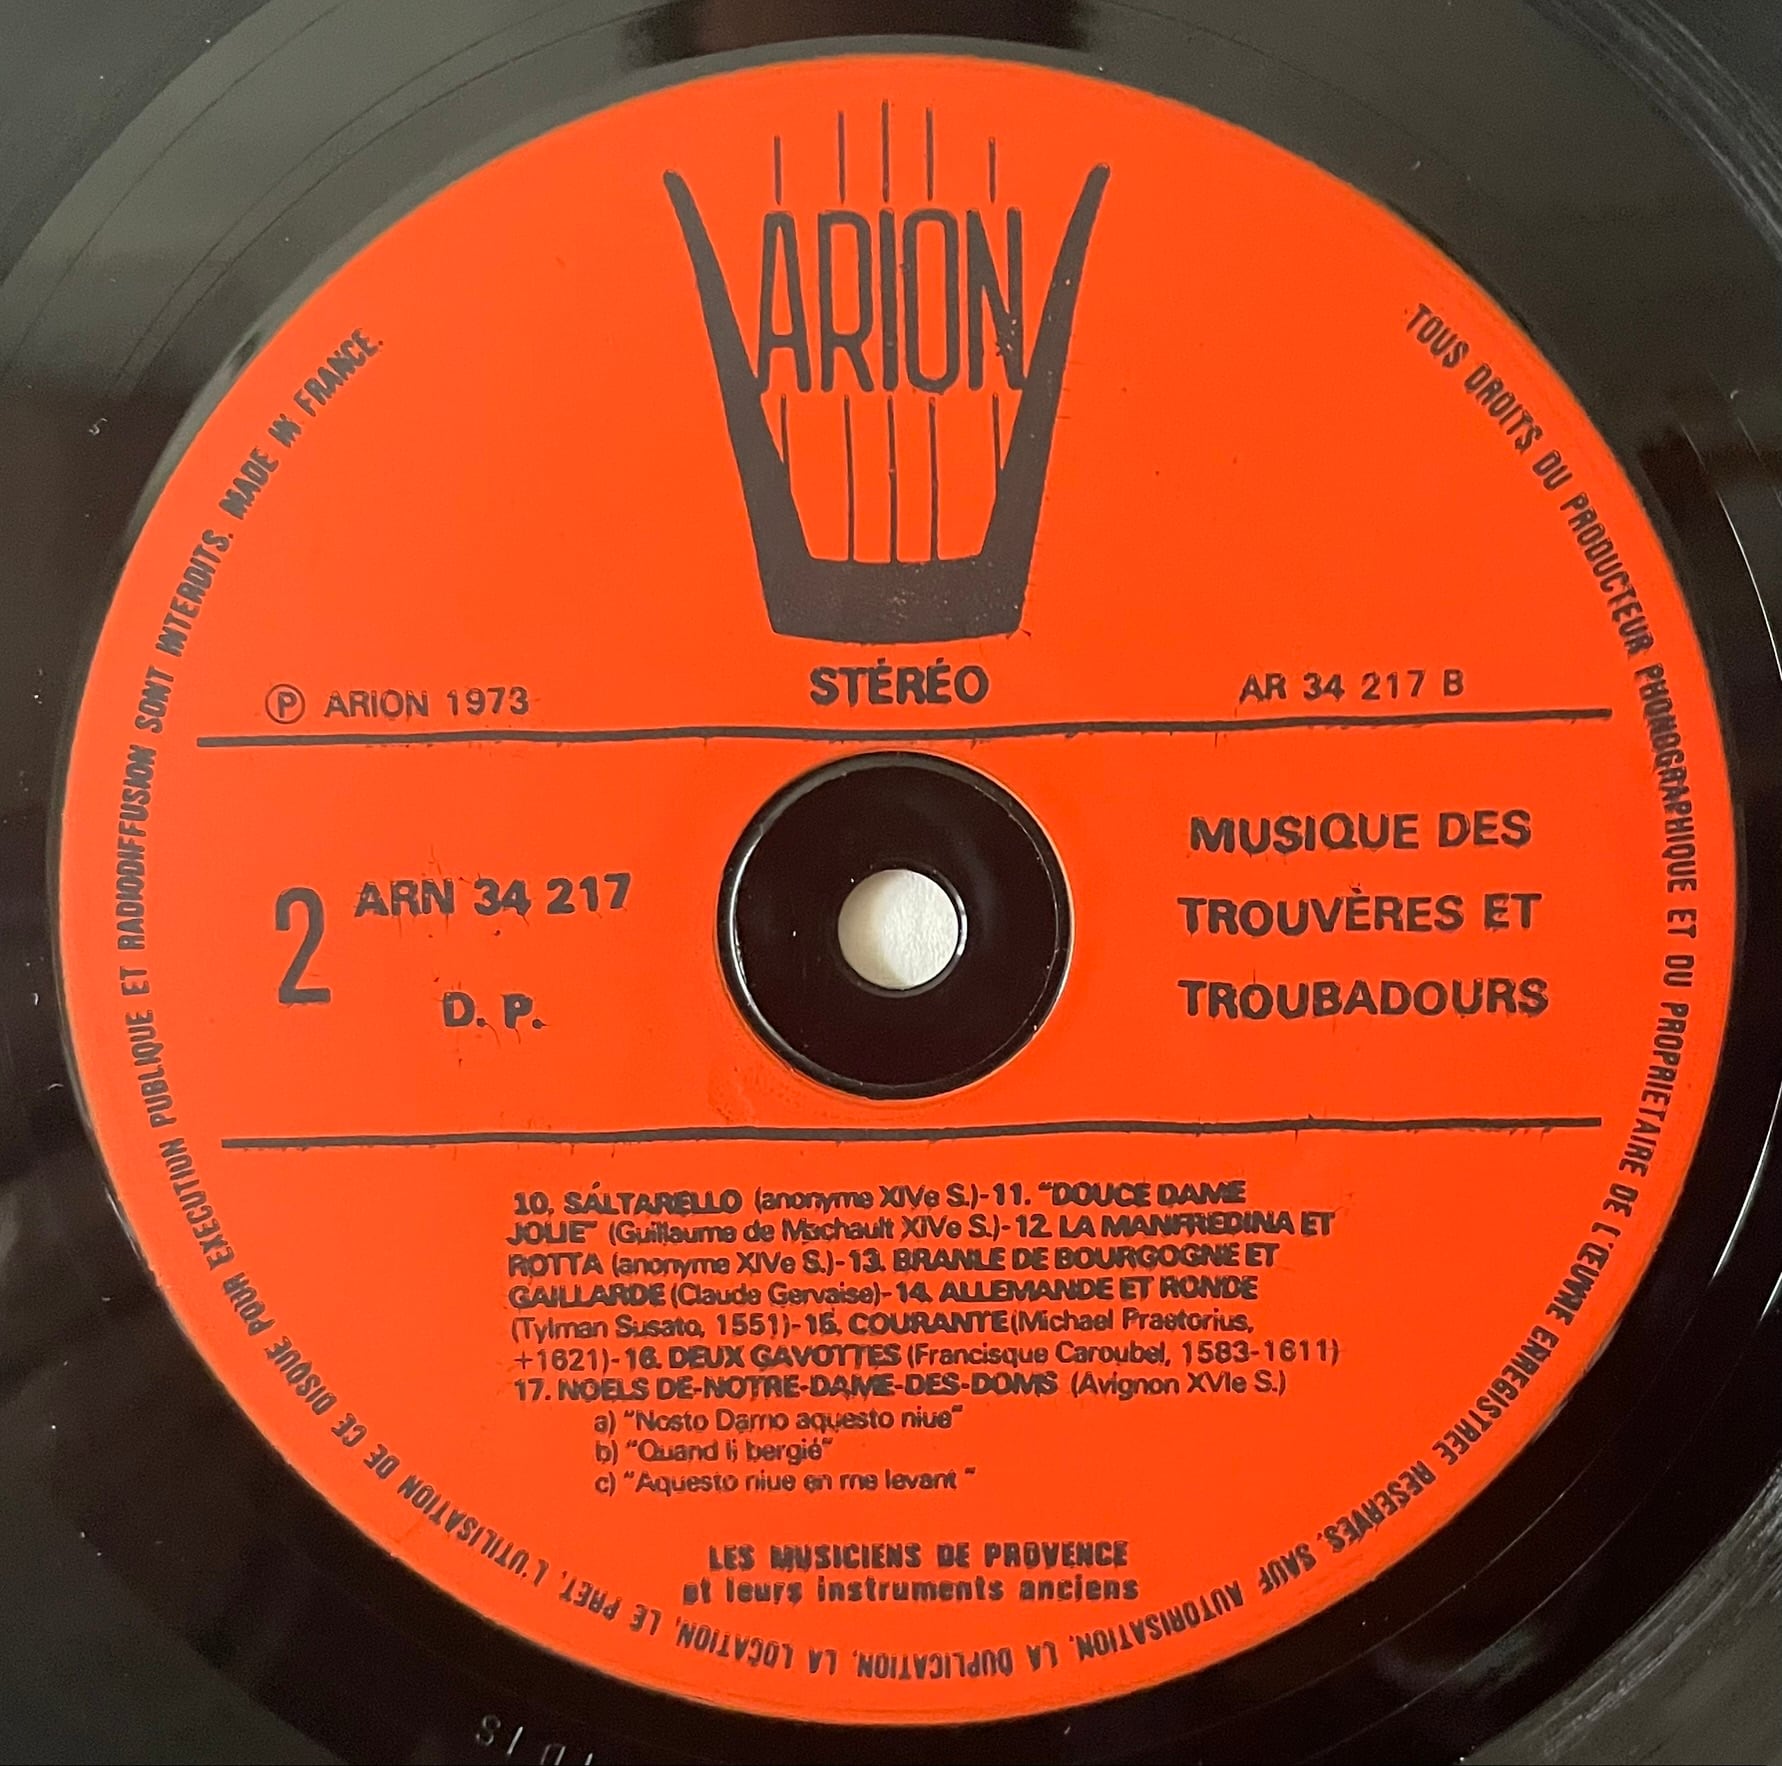 ARION
STÉRÉO
Ⓟ ARION 1973
AR 34 217 B
2
ARN 34 217
D. P.
MUSIQUE DES
TROUVÈRES ET
TROUBADOURS
10. SALTARELLO (anonyme XIVe S.)-11. "DOUCE DAME
JOLIE" (Guillaume de Machault XIVe S.)-12. LA MANFREDINA ET
ROTTA (anonyme XIVe S.)-13. BRANLE DE BOURGOGNE ET
GAILLARDE (Claude Gervaise)-14. ALLEMANDE ET RONDE
(Tylman Susato, 1551)-15. COURANTE (Michael Praetorius,
+1621)-16. DEUX GAVOTTES (Francisque Caroubel, 1583-1611)
17. NOELS DE-NOTRE-DAME-DES-DOMS (Avignon XVIe S.)
a) "Nosto Damo aquesto niue"
b) "Quand li bergié"
c) "Aquesto niue en me levant "
LES MUSICIENS DE PROVENCE
et leurs instruments anciens
TOUS DROITS DU PRODUCTEUR PHONOGRAPHIQUE ET DU PROPRIETAIRE DE L'ŒUVRE ENREGISTREE RESERVES. SAUF AUTORISATION, LA DUPLICATION, LA LOCATION, LE PRET, L'UTILISATION DE CE DISQUE POUR EXECUTION PUBLIQUE ET RADIODIFFUSION SONT INTERDITS. MADE IN FRANCE.